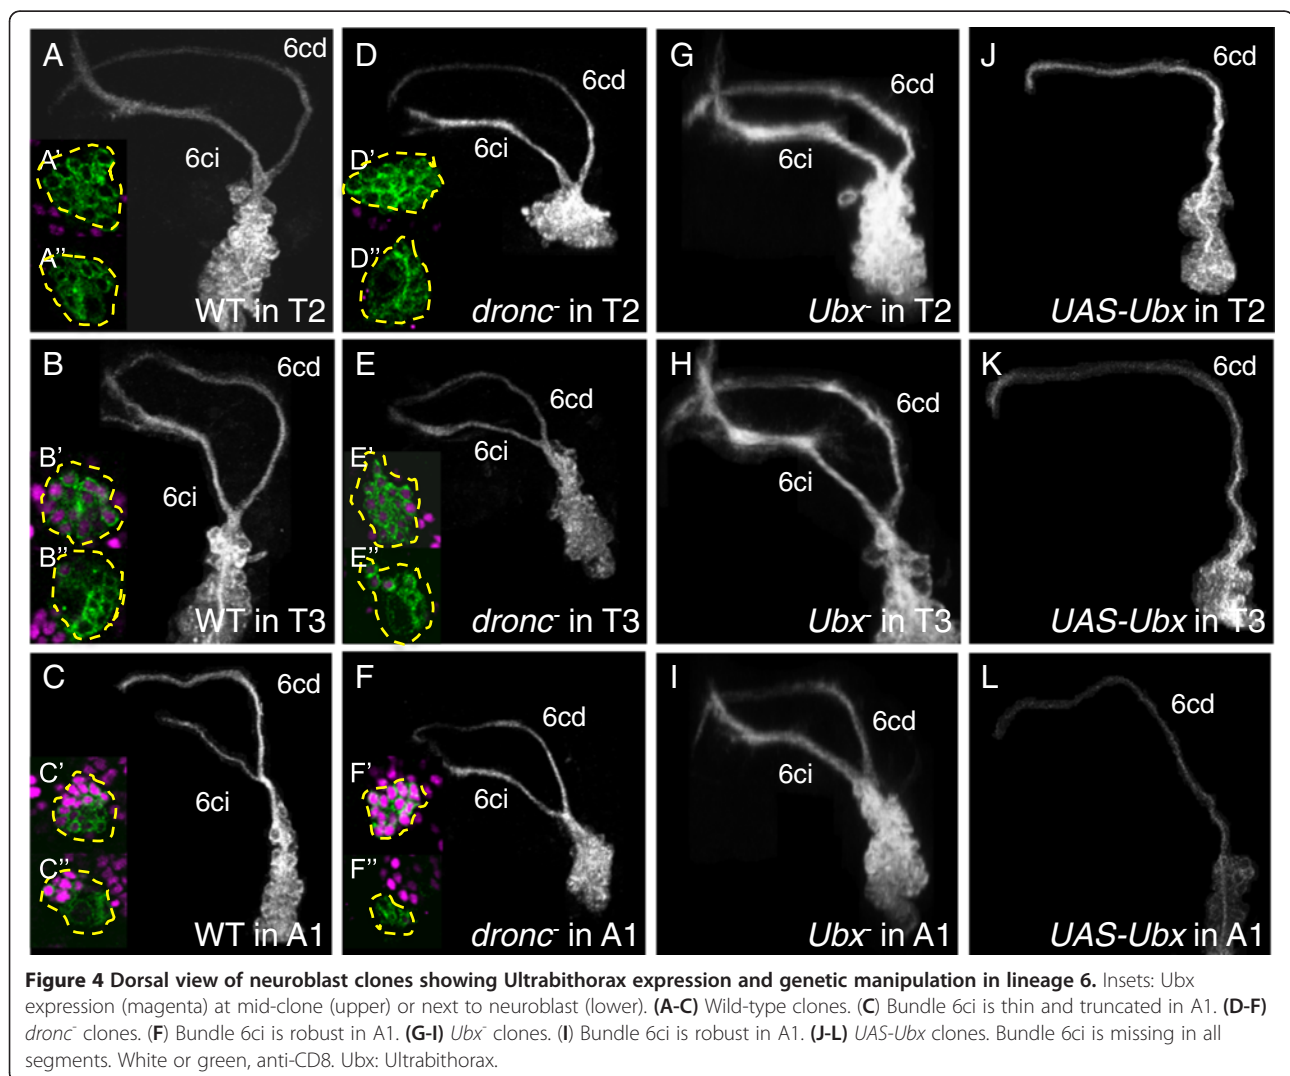 A
6cd
6ci
A'
A''
WT in T2
D
6cd
6ci
D'
D''
dronc- in T2
G
6cd
6ci
Ubx- in T2
J
6cd
UAS-Ubx in T2
B
6cd
B'
6ci
B''
WT in T3
E
6cd
6ci
E'
E''
dronc- in T3
H
6cd
6ci
Ubx- in T3
K
6cd
UAS-Ubx in T3
C
6cd
C'
6ci
C''
WT in A1
F
6cd
F'
6ci
F''
dronc- in A1
I
6cd
6ci
Ubx- in A1
L
6cd
UAS-Ubx in A1
Figure 4 Dorsal view of neuroblast clones showing Ultrabithorax expression and genetic manipulation in lineage 6. Insets: Ubx
expression (magenta) at mid-clone (upper) or next to neuroblast (lower). (A-C) Wild-type clones. (C) Bundle 6ci is thin and truncated in A1. (D-F)
dronc- clones. (F) Bundle 6ci is robust in A1. (G-I) Ubx- clones. (I) Bundle 6ci is robust in A1. (J-L) UAS-Ubx clones. Bundle 6ci is missing in all
segments. White or green, anti-CD8. Ubx: Ultrabithorax.